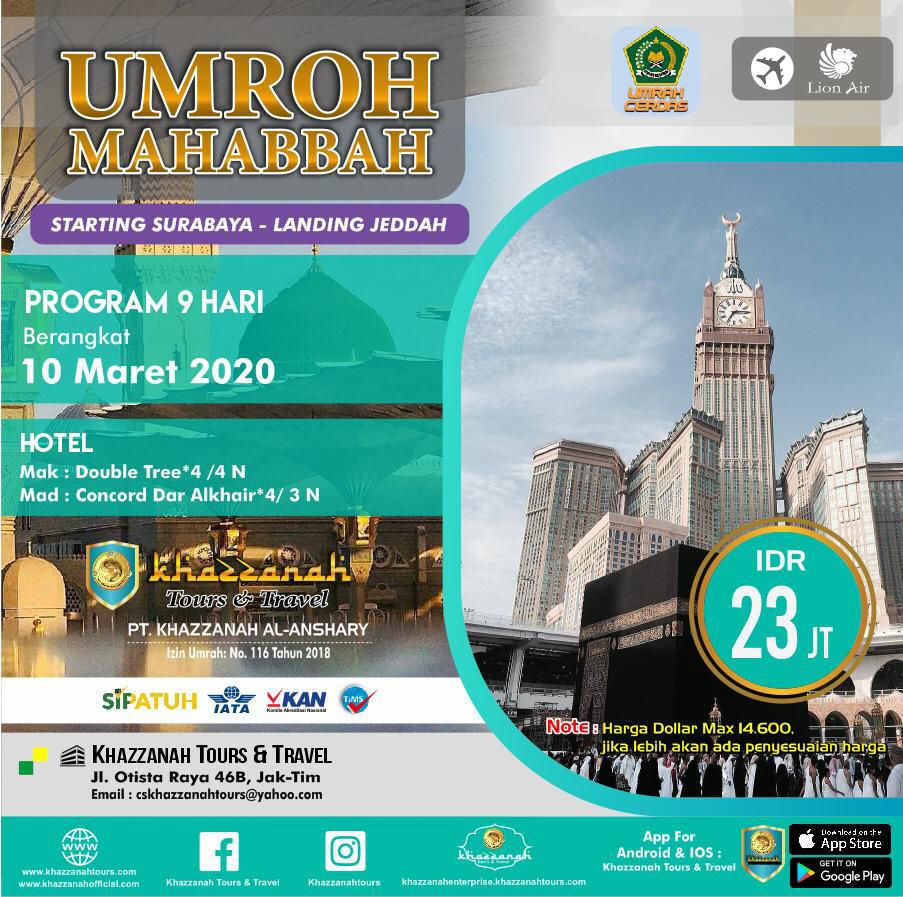 UMROH
MAHABBAH
UMRAH
CERDAS
Lion Air
STARTING SURABAYA - LANDING JEDDAH
PROGRAM 9 HARI
Berangkat
10 Maret 2020
HOTEL
Mak : Double Tree*4 /4 N
Mad : Concord Dar Alkhair*4/ 3 N
khazzanah
Tours & Travel
PT. KHAZZANAH AL-ANSHARY
Izin Umrah: No. 116 Tahun 2018
IDR
23 JT
SiPATUH
IATA
KAN
Komite Akreditasi Nasional
Note : Harga Dollar Max 14.600.
jika lebih akan ada penyesuaian harga
KHAZZANAH TOURS & TRAVEL
Jl. Otista Raya 46B, Jak-Tim
Email : cskhazzanahtours@yahoo.com
www.khazzanahtours.com
www.khazzanahofficial.com
Khazzanah Tours & Travel
Khazzanahtours
khazzanah
Tours & Travel
khazzanahenterprise.khazzanahtours.com
App For
Android & IOS :
Khazzanah Tours & Travel
Download on the
App Store
GET IT ON
Google Play